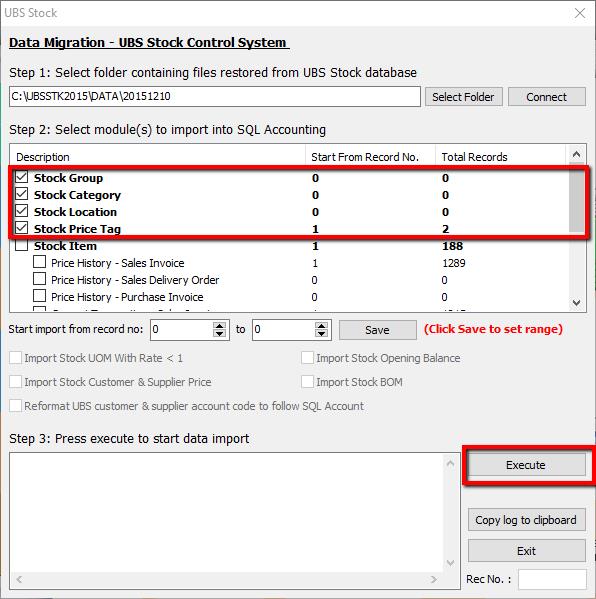 UBS Stock
Data Migration - UBS Stock Control System
Step 1: Select folder containing files restored from UBS Stock database
C:\UBSSTK2015\DATA\20151210 Select Folder Connect
Step 2: Select module(s) to import into SQL Accounting
Description Start From Record No. Total Records
Stock Group 0 0
Stock Category 0 0
Stock Location 0 0
Stock Price Tag 1 2
Stock Item 1 188
Price History - Sales Invoice 1 1289
Price History - Sales Delivery Order 0 0
Price History - Purchase Invoice 0 0
Start import from record no: 0 to 0 Save (Click Save to set range)
Import Stock UOM With Rate < 1 Import Stock Opening Balance
Import Stock Customer & Supplier Price Import Stock BOM
Reformat UBS customer & supplier account code to follow SQL Account
Step 3: Press execute to start data import
Execute
Copy log to clipboard
Exit
Rec No. :